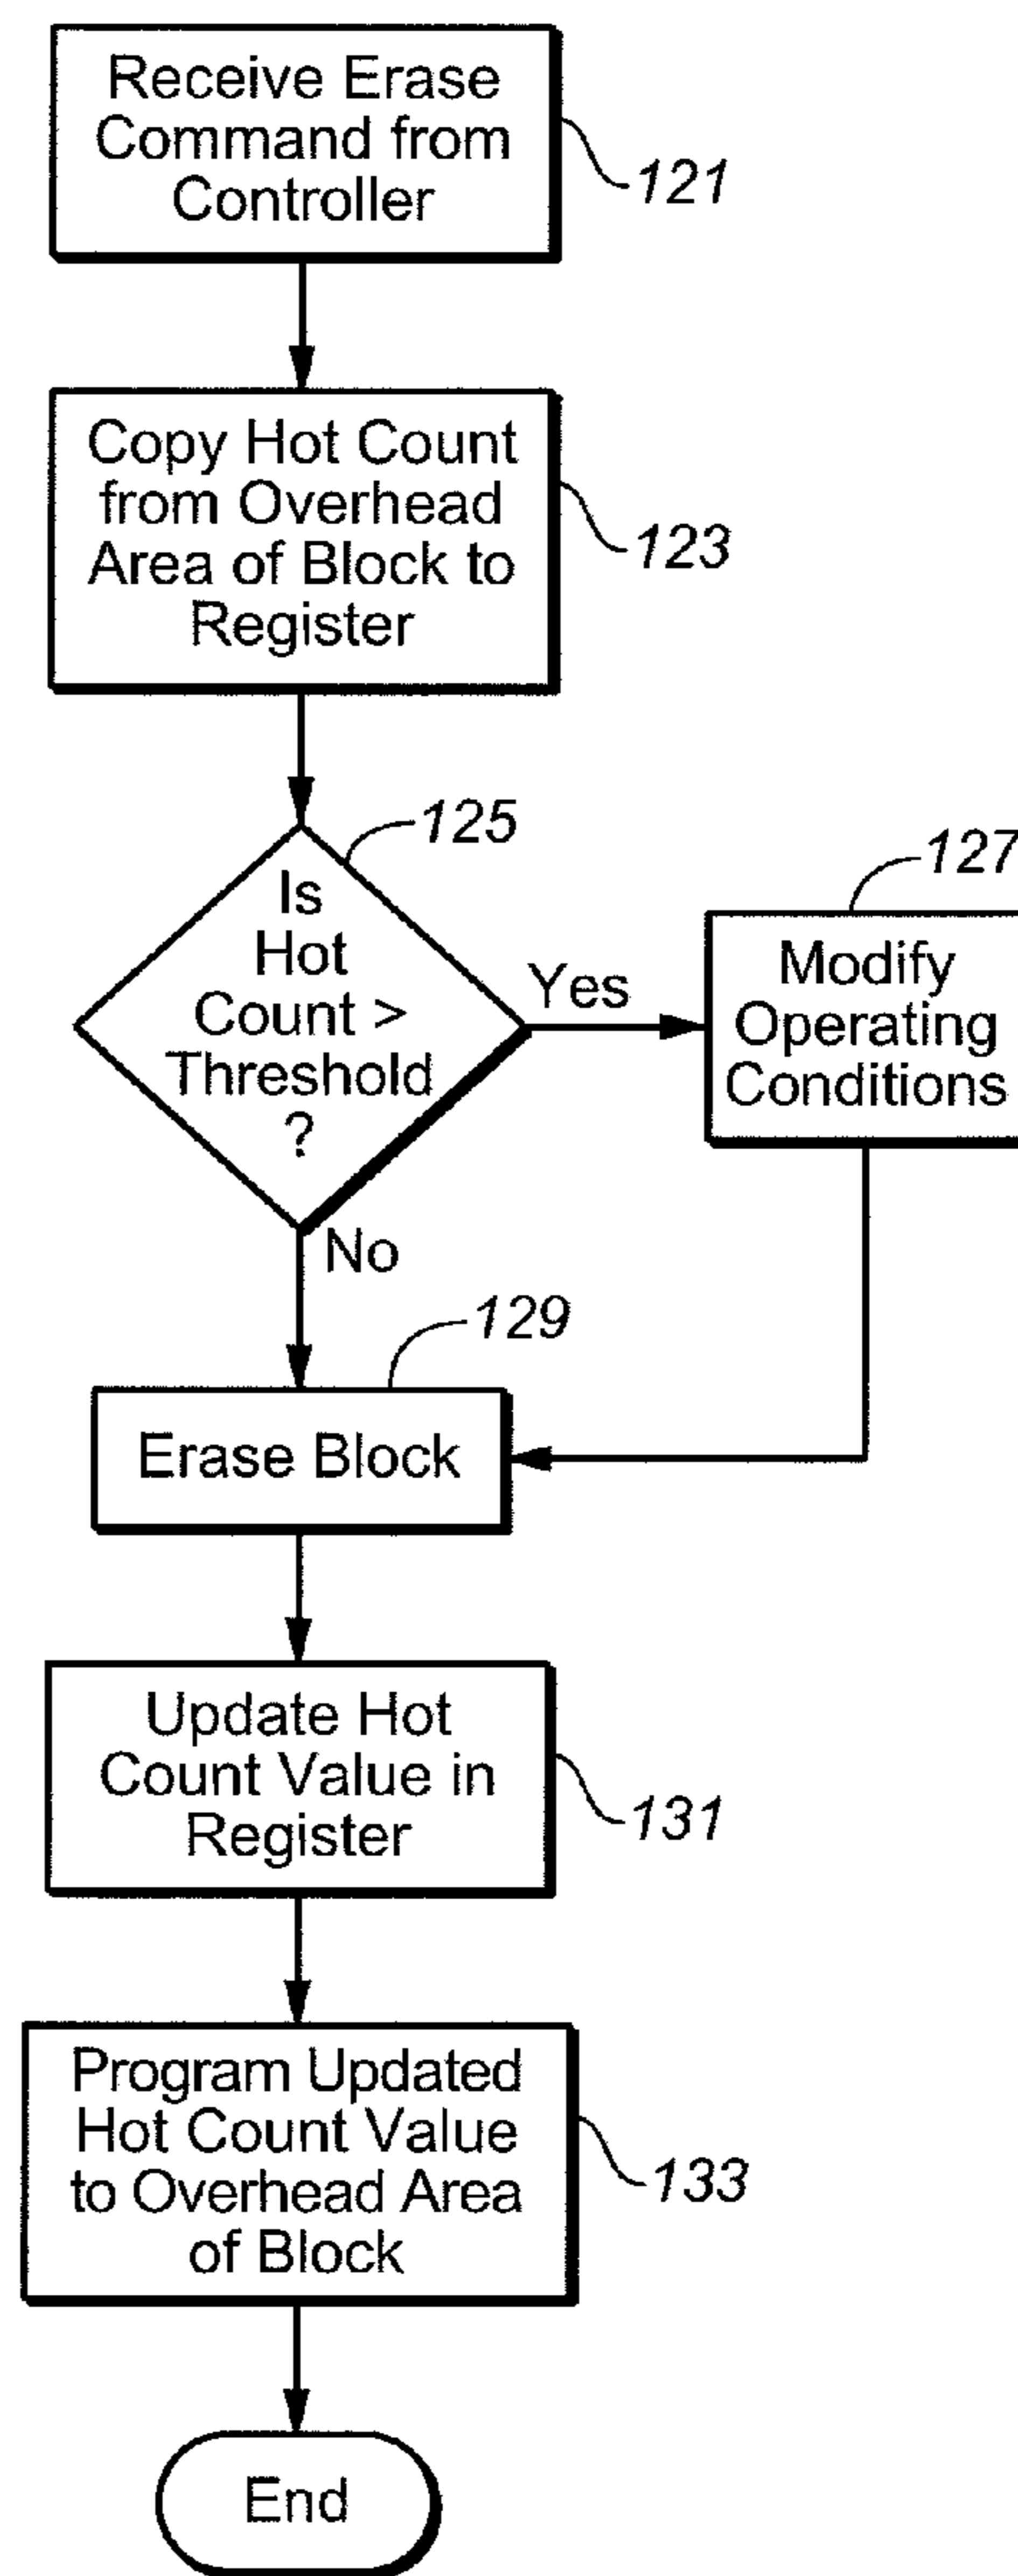 Receive Erase
Command from
Controller
121
Copy Hot Count
from Overhead
Area of Block to
Register
123
125
Is
Hot
Count >
Threshold
?
Yes
127
Modify
Operating
Conditions
No
129
Erase Block
Update Hot
Count Value in
Register
131
Program Updated
Hot Count Value
to Overhead Area
of Block
133
End